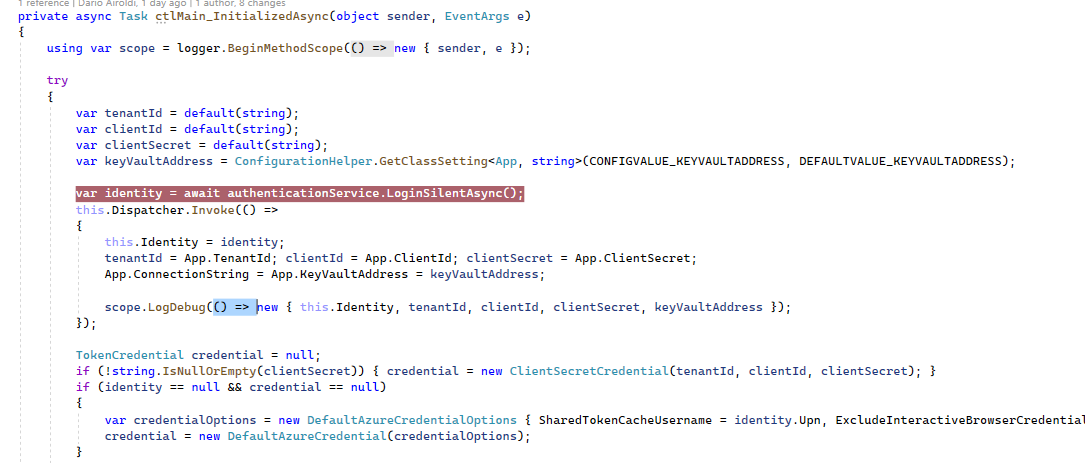 1 reference | Dario Airoldi, 1 day ago | 1 author, 8 changes
private async Task ctlMain_InitializedAsync(object sender, EventArgs e)
{
using var scope = logger.BeginMethodScope(() => new { sender, e });
try
{
var tenantId = default(string);
var clientId = default(string);
var clientSecret = default(string);
var keyVaultAddress = ConfigurationHelper.GetClassSetting<App, string>(CONFIGVALUE_KEYVAULTADDRESS, DEFAULTVALUE_KEYVAULTADDRESS);
var identity = await authenticationService.LoginSilentAsync();
this.Dispatcher.Invoke(() =>
{
this.Identity = identity;
tenantId = App.TenantId; clientId = App.ClientId; clientSecret = App.ClientSecret;
App.ConnectionString = App.KeyVaultAddress = keyVaultAddress;
scope.LogDebug(() => new { this.Identity, tenantId, clientId, clientSecret, keyVaultAddress });
});
TokenCredential credential = null;
if (!string.IsNullOrEmpty(clientSecret)) { credential = new ClientSecretCredential(tenantId, clientId, clientSecret); }
if (identity == null && credential == null)
{
var credentialOptions = new DefaultAzureCredentialOptions { SharedTokenCacheUsername = identity.Upn, ExcludeInteractiveBrowserCredential
credential = new DefaultAzureCredential(credentialOptions);
}